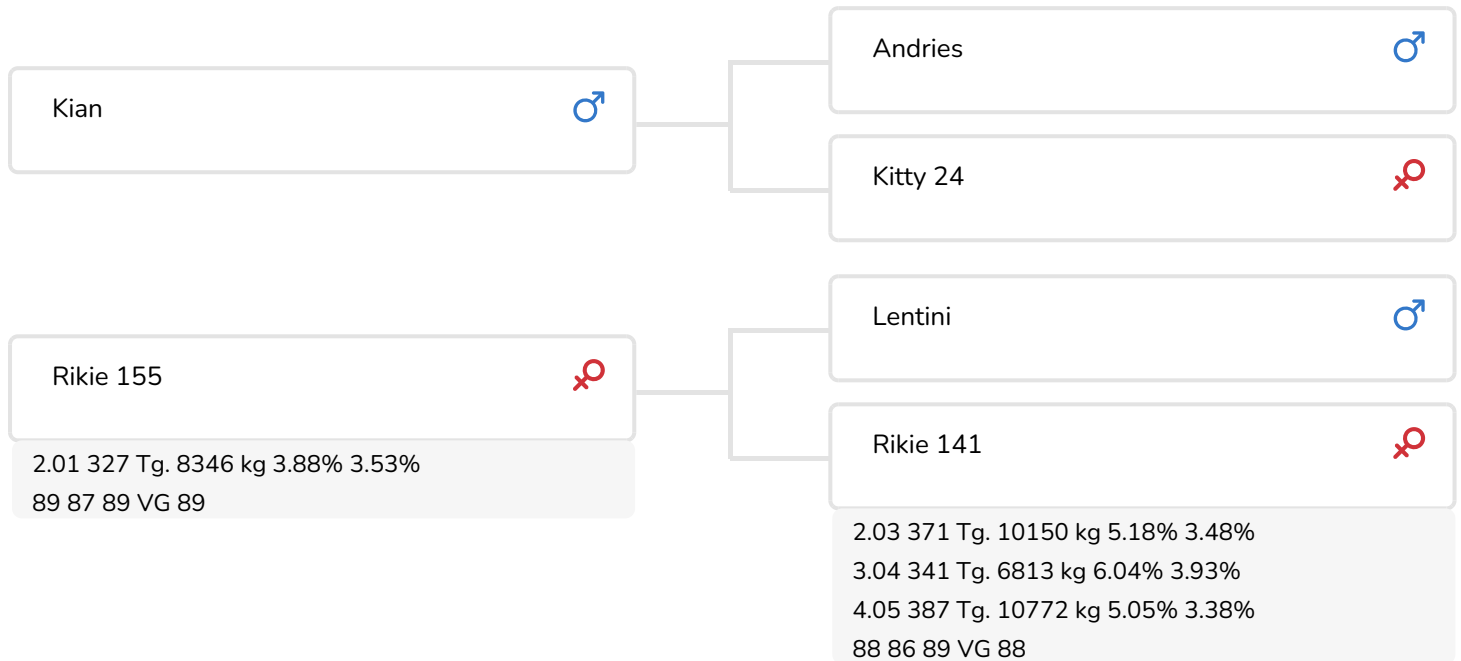 Kian
Andries
Kitty 24
Rikie 155
2.01 327 Tg. 8346 kg 3.88% 3.53%
89 87 89 VG 89
Lentini
Rikie 141
2.03 371 Tg. 10150 kg 5.18% 3.48%
3.04 341 Tg. 6813 kg 6.04% 3.93%
4.05 387 Tg. 10772 kg 5.05% 3.38%
88 86 89 VG 88